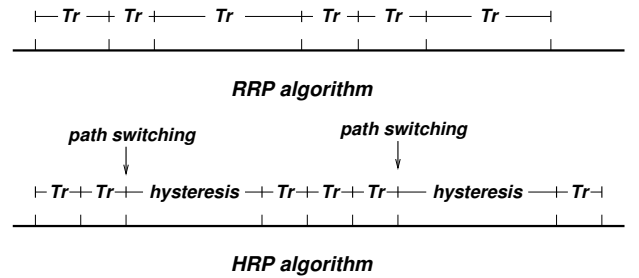 Tr Tr Tr Tr Tr Tr
RRP algorithm
path switching path switching
Tr Tr hysteresis Tr Tr Tr hysteresis Tr
HRP algorithm